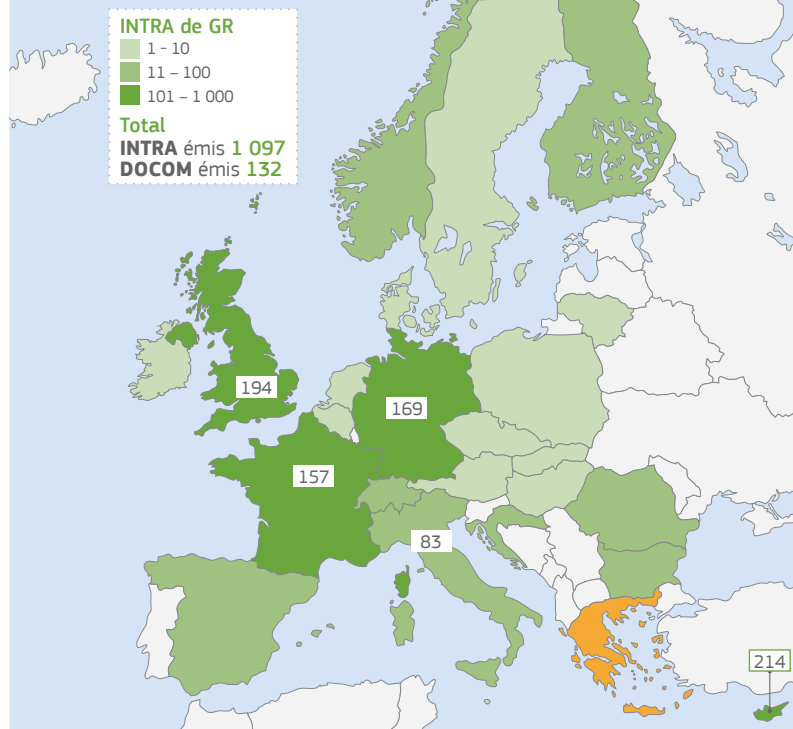 INTRA de GR
1 - 10
11 – 100
101 – 1 000
Total
INTRA émis 1 097
DOCOM émis 132
194
169
157
83
214